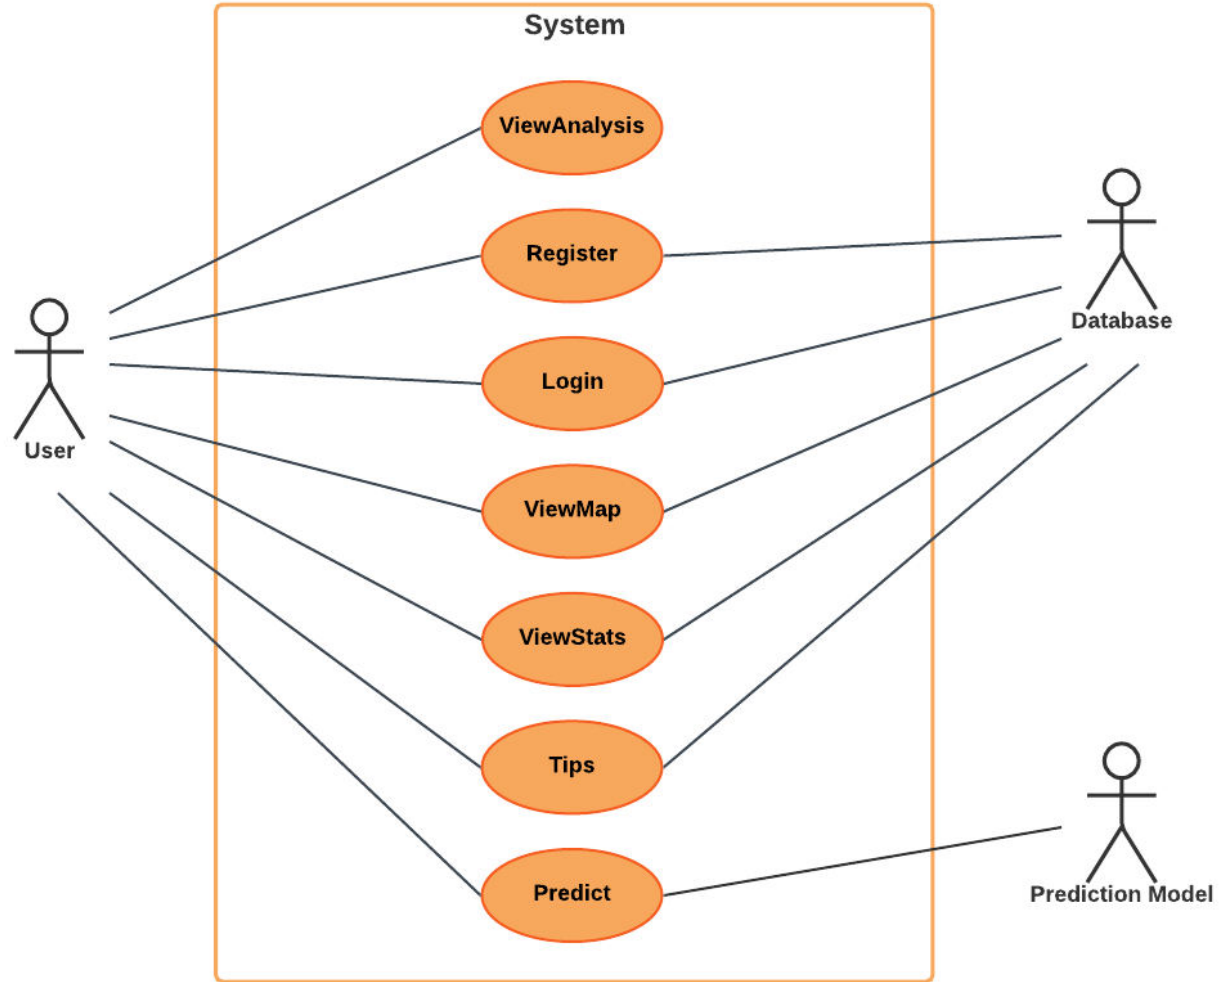 System
ViewAnalysis
Register
Login
ViewMap
ViewStats
Tips
Predict
User
Database
Prediction Model